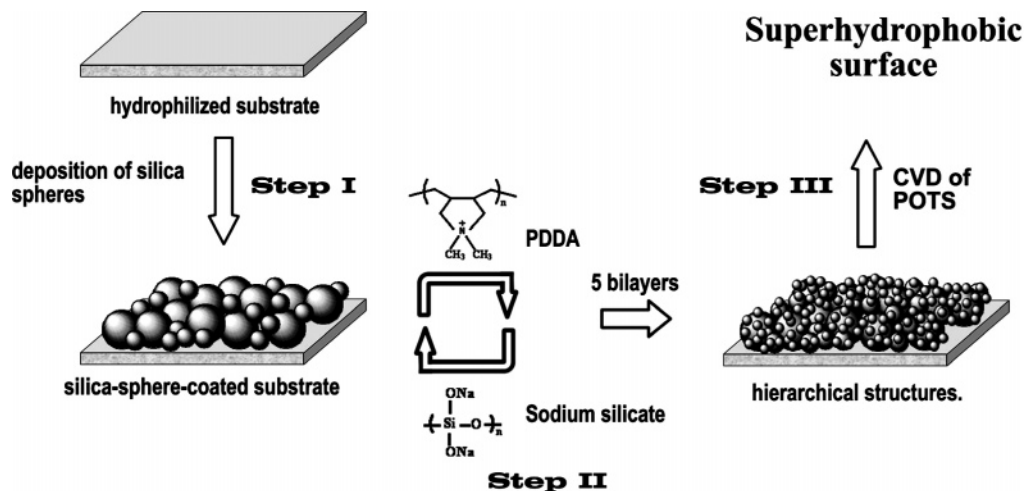 Superhydrophobic
surface
hydrophilized substrate
deposition of silica
spheres
Step I
n
+
N
CH₃ CH₃
PDDA
Step III
CVD of
POTS
5 bilayers
silica-sphere-coated substrate
ONa
Si
O
n
ONa
Sodium silicate
Step II
hierarchical structures.